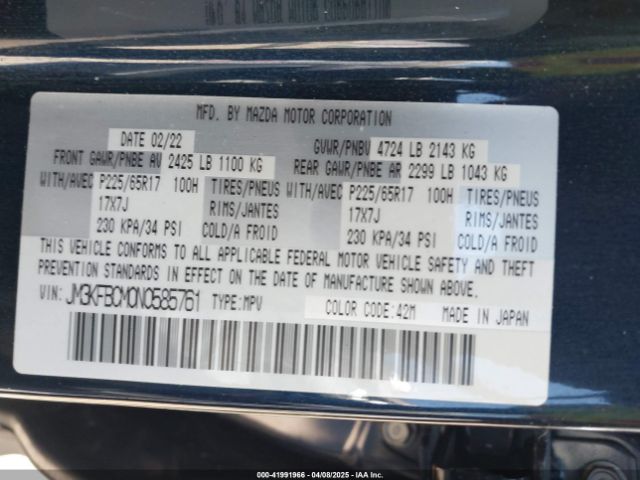 MFD. BY MAZDA MOTOR CORPORATION
DATE 02/22 GVWR/PNBV 4724 LB 2143 KG
FRONT GAWR/PNBE AV 2425 LB 1100 KG REAR GAWR/PNBE AR 2299 LB 1043 KG
WITH/AVEC P225/65R17 100H TIRES/PNEUS WITH/AVEC P225/65R17 100H TIRES/PNEUS
17X7J RIMS/JANTES 17X7J RIMS/JANTES
230 KPA/34 PSI COLD/A FROID 230 KPA/34 PSI COLD/A FROID
THIS VEHICLE CONFORMS TO ALL APPLICABLE FEDERAL MOTOR VEHICLE SAFETY AND THEFT
PREVENTION STANDARDS IN EFFECT ON THE DATE OF MANUFACTURE SHOWN ABOVE.
VIN: JM3KFBCM0N0585761 TYPE:MPV COLOR CODE:42M MADE IN JAPAN
00-41991966 - 04/08/2025 - IAA Inc.